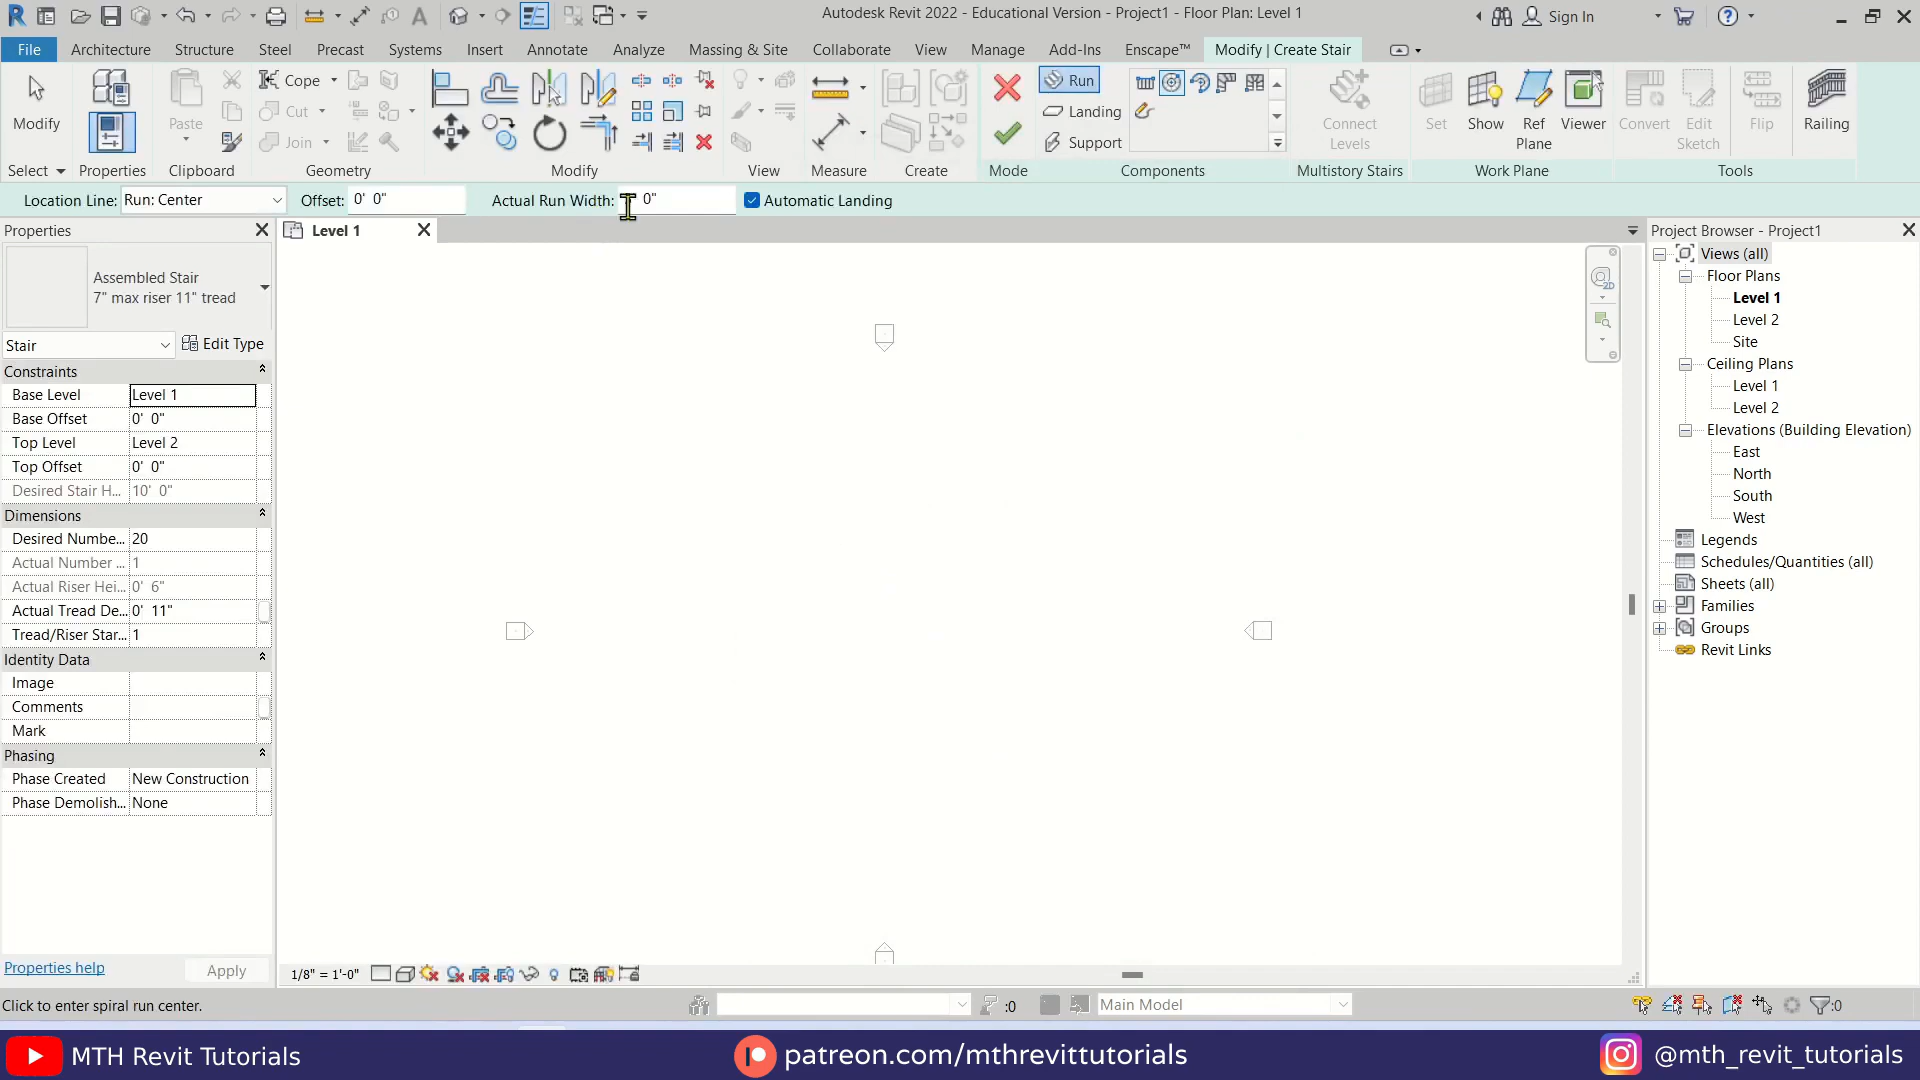 Autodesk Revit 2022 - Educational Version - Project1 - Floor Plan: Level 1
Sign In
File Architecture Structure Steel Precast Systems Insert Annotate Analyze Massing & Site Collaborate View Manage Add-Ins Enscape™ Modify | Create Stair
Modify
Paste
Cope
Cut
Join
Run
Landing
Support
Connect Levels
Set
Show
Ref Plane
Viewer
Convert
Edit Sketch
Flip
Railing
Select Properties Clipboard Geometry Modify View Measure Create Mode Components Multistory Stairs Work Plane Tools
Location Line: Run: Center Offset: 0' 0" Actual Run Width: 0" Automatic Landing
Properties
Level 1
Assembled Stair
7" max riser 11" tread
Stair Edit Type
Constraints
Base Level Level 1
Base Offset 0' 0"
Top Level Level 2
Top Offset 0' 0"
Desired Stair H... 10' 0"
Dimensions
Desired Numbe... 20
Actual Number ... 1
Actual Riser Hei... 0' 6"
Actual Tread De... 0' 11"
Tread/Riser Star... 1
Identity Data
Image
Comments
Mark
Phasing
Phase Created New Construction
Phase Demolish... None
Properties help Apply
2D
Project Browser - Project1
Views (all)
Floor Plans
Level 1
Level 2
Site
Ceiling Plans
Level 1
Level 2
Elevations (Building Elevation)
East
North
South
West
Legends
Schedules/Quantities (all)
Sheets (all)
Families
Groups
Revit Links
1/8" = 1'-0"
Click to enter spiral run center.
:0
Main Model
:0
MTH Revit Tutorials
patreon.com/mthrevittutorials
@mth_revit_tutorials